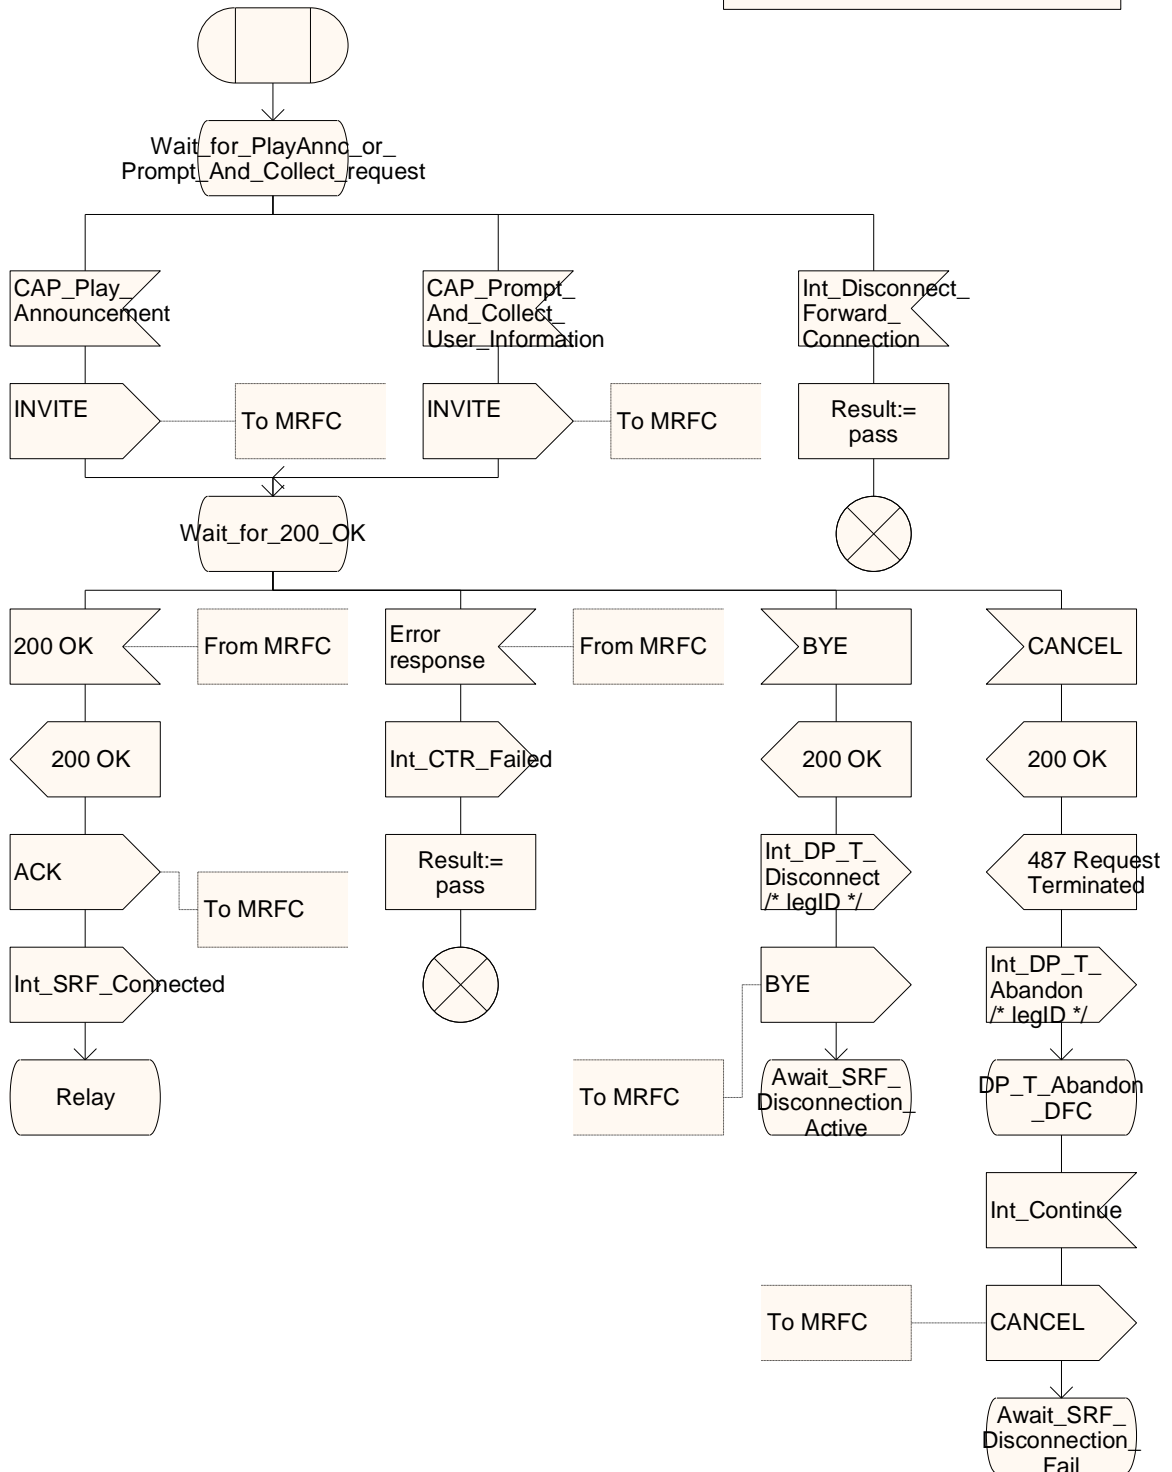 Wait_for_PlayAnnc_or_
Prompt_And_Collect_request
CAP_Play_
Announcement
CAP_Prompt_
And_Collect_
User_Information
Int_Disconnect_
Forward_
Connection
INVITE
To MRFC
INVITE
To MRFC
Result:=
pass
Wait_for_200_OK
200 OK
From MRFC
Error
response
From MRFC
BYE
CANCEL
200 OK
Int_CTR_Failed
200 OK
200 OK
ACK
To MRFC
Result:=
pass
Int_DP_T_
Disconnect
/* legID */
487 Request
Terminated
Int_SRF_Connected
BYE
Int_DP_T_
Abandon
/* legID */
Relay
To MRFC
Await_SRF_
Disconnection_
Active
DP_T_Abandon
_DFC
Int_Continue
To MRFC
CANCEL
Await_SRF_
Disconnection_
Fail